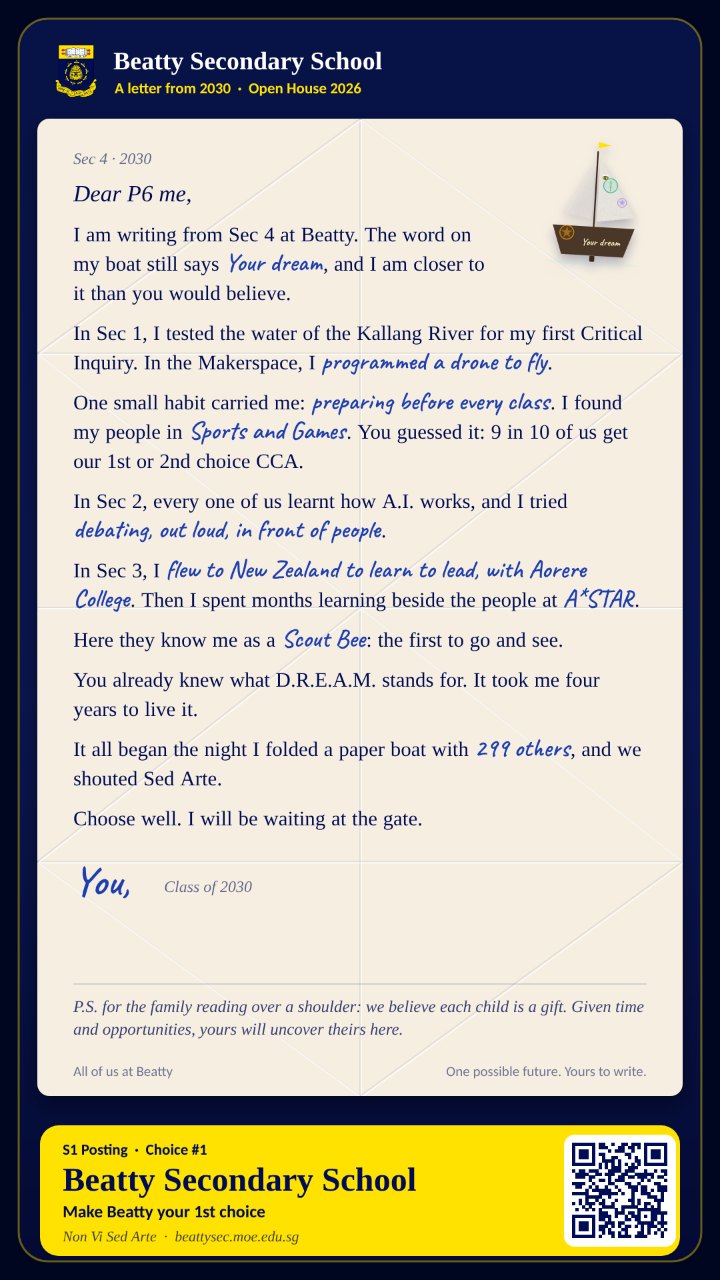 Beatty Secondary School
A letter from 2030 · Open House 2026
Sec 4 · 2030
Dear P6 me,
I am writing from Sec 4 at Beatty. The word on
my boat still says Your dream, and I am closer to
it than you would believe.
Your dream
In Sec 1, I tested the water of the Kallang River for my first Critical
Inquiry. In the Makerspace, I programmed a drone to fly.
One small habit carried me: preparing before every class. I found
my people in Sports and Games. You guessed it: 9 in 10 of us get
our 1st or 2nd choice CCA.
In Sec 2, every one of us learnt how A.I. works, and I tried
debating, out loud, in front of people.
In Sec 3, I flew to New Zealand to learn to lead, with Aorere
College. Then I spent months learning beside the people at A*STAR.
Here they know me as a Scout Bee: the first to go and see.
You already knew what D.R.E.A.M. stands for. It took me four
years to live it.
It all began the night I folded a paper boat with 299 others, and we
shouted Sed Arte.
Choose well. I will be waiting at the gate.
You,
Class of 2030
P.S. for the family reading over a shoulder: we believe each child is a gift. Given time
and opportunities, yours will uncover theirs here.
All of us at Beatty
One possible future. Yours to write.
S1 Posting · Choice #1
Beatty Secondary School
Make Beatty your 1st choice
Non Vi Sed Arte · beattysec.moe.edu.sg